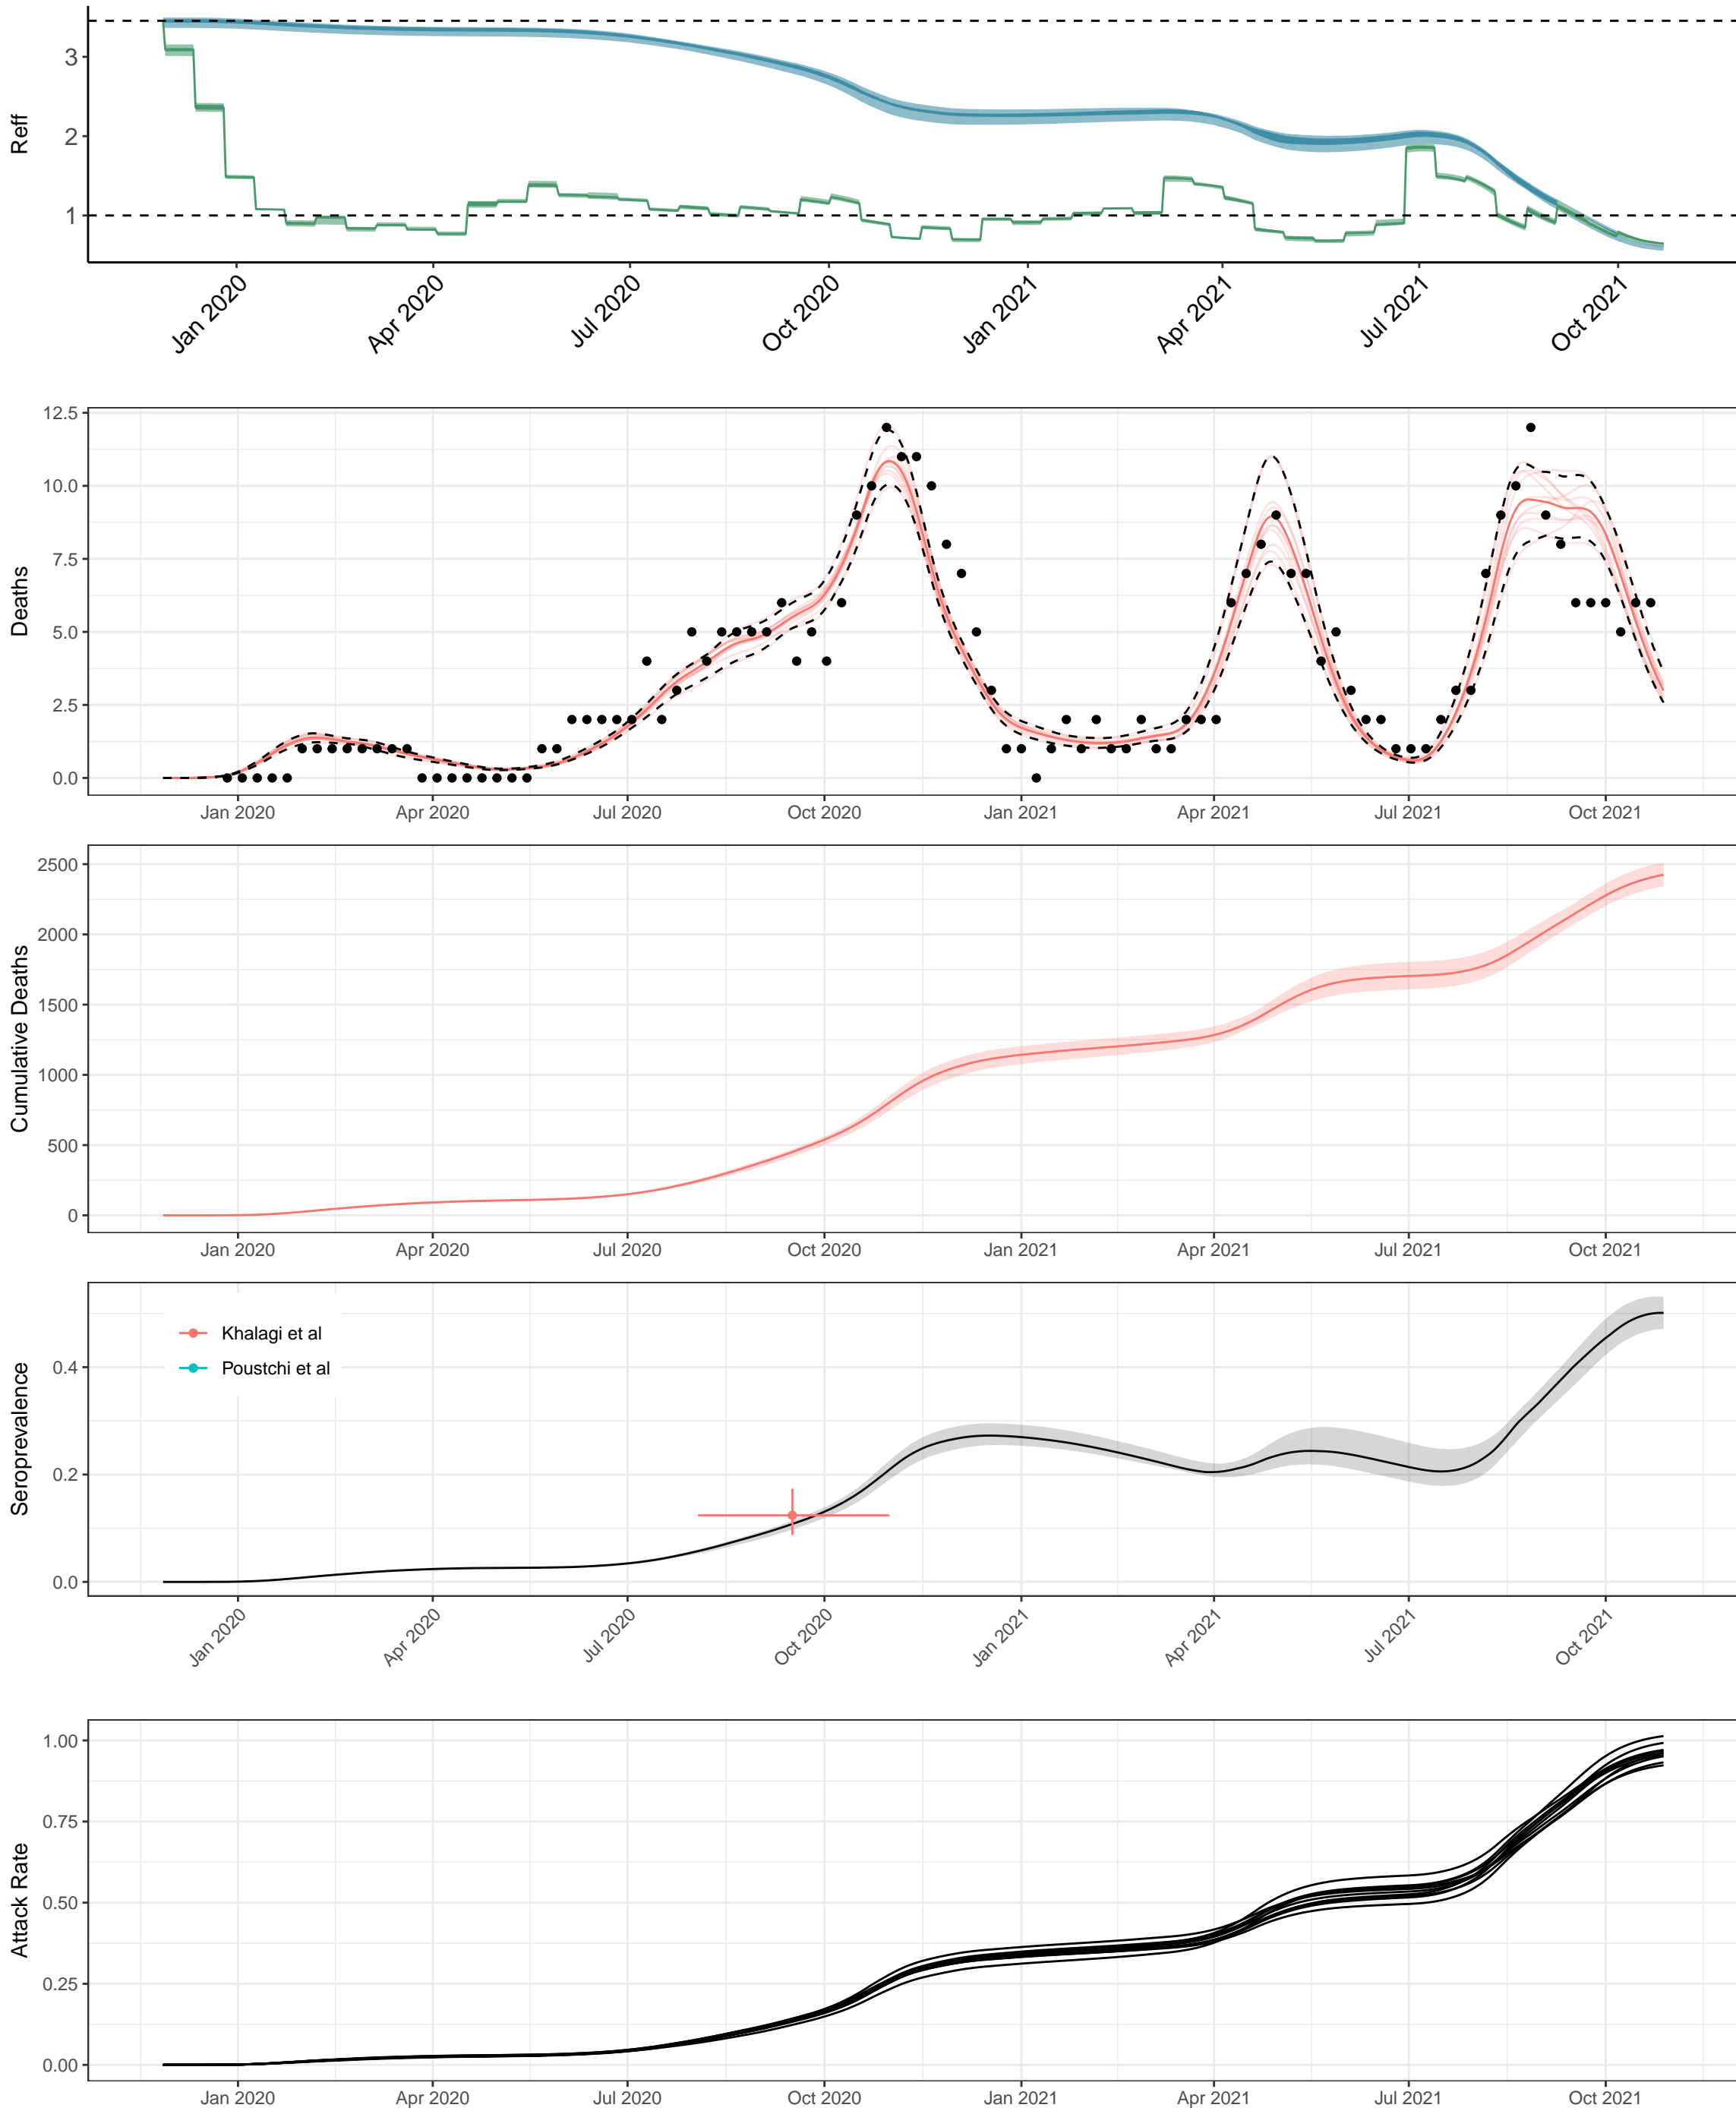 Reff
3
2
1
Jan 2020
Apr 2020
Jul 2020
Oct 2020
Jan 2021
Apr 2021
Jul 2021
Oct 2021
Deaths
12.5
10.0
7.5
5.0
2.5
0.0
Jan 2020
Apr 2020
Jul 2020
Oct 2020
Jan 2021
Apr 2021
Jul 2021
Oct 2021
Cumulative Deaths
2500
2000
1500
1000
500
0
Jan 2020
Apr 2020
Jul 2020
Oct 2020
Jan 2021
Apr 2021
Jul 2021
Oct 2021
Seroprevalence
0.4
0.2
0.0
Khalagi et al
Poustchi et al
Jan 2020
Apr 2020
Jul 2020
Oct 2020
Jan 2021
Apr 2021
Jul 2021
Oct 2021
Attack Rate
1.00
0.75
0.50
0.25
0.00
Jan 2020
Apr 2020
Jul 2020
Oct 2020
Jan 2021
Apr 2021
Jul 2021
Oct 2021